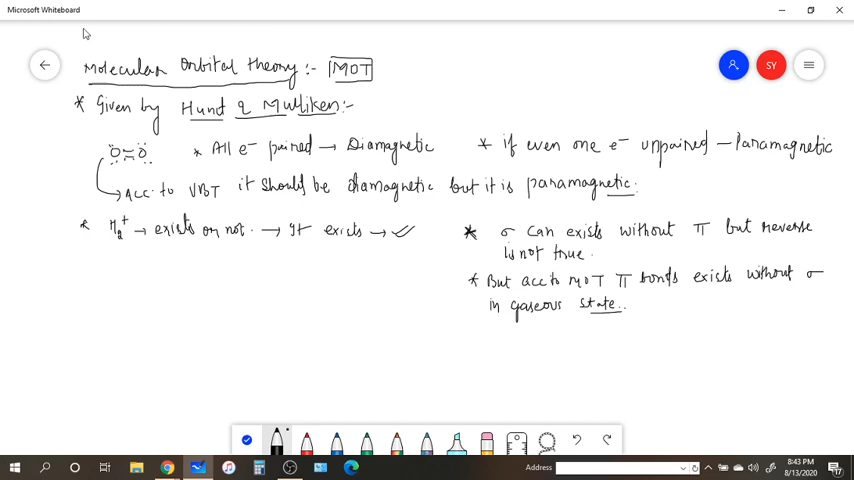 Microsoft Whiteboard
Molecular Orbital theory :- MOT
* Given by Hund & Mulliken:-
O=O * All e⁻ paired → Diamagnetic * if even one e⁻ unpaired – Paramagnetic
Acc. to VBT it should be diamagnetic but it is paramagnetic.
* H₂⁺ → exists or not. → It exists → ✓
* σ can exists without π but reverse
is not true.
* But acc to MOT π bonds exists without σ
in gaseous state.
SY
Address
8:43 PM
8/13/2020
17